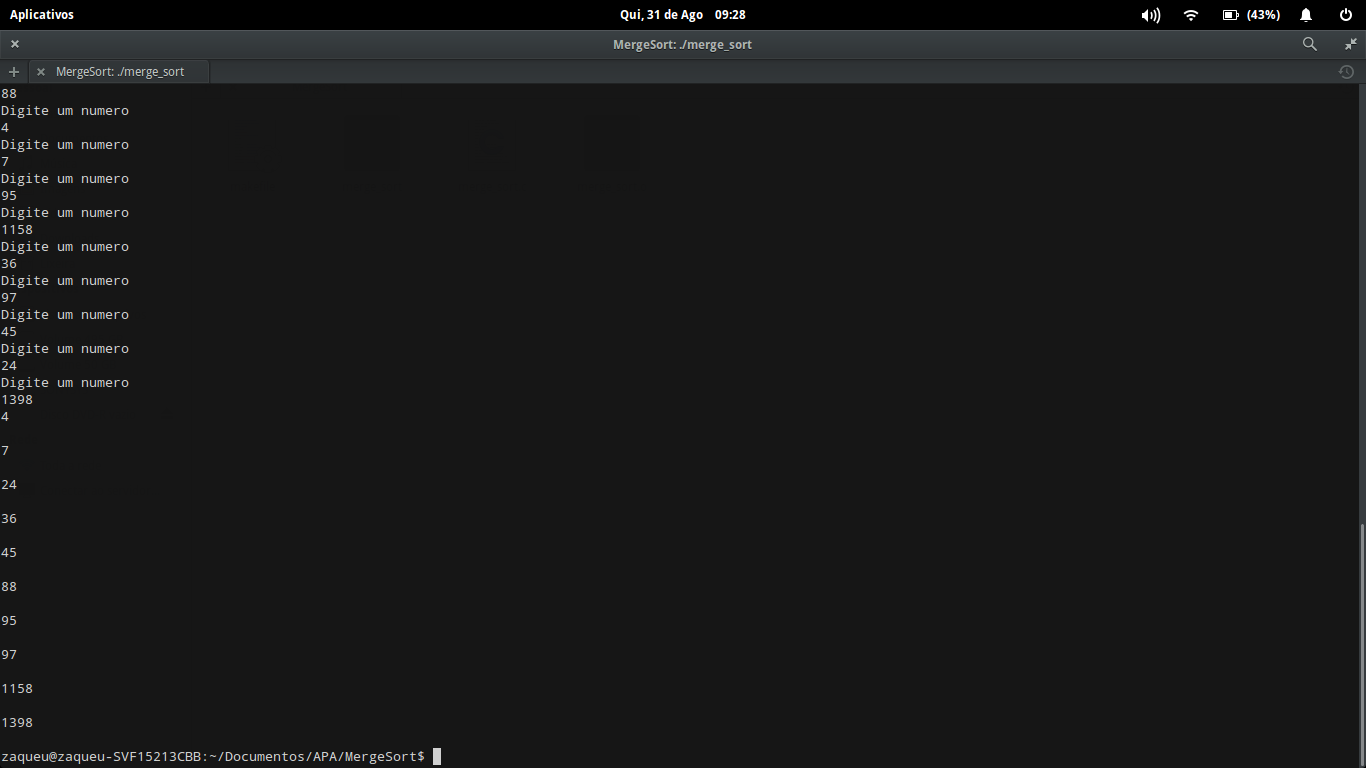 Aplicativos
Qui, 31 de Ago 09:28
(43%)
MergeSort: ./merge_sort
MergeSort: ./merge_sort
88
Digite um numero
4
Digite um numero
7
Digite um numero
95
Digite um numero
1158
Digite um numero
36
Digite um numero
97
Digite um numero
45
Digite um numero
24
Digite um numero
1398
4
7
24
36
45
88
95
97
1158
1398
zaqueu@zaqueu-SVF15213CBB:~/Documentos/APA/MergeSort$